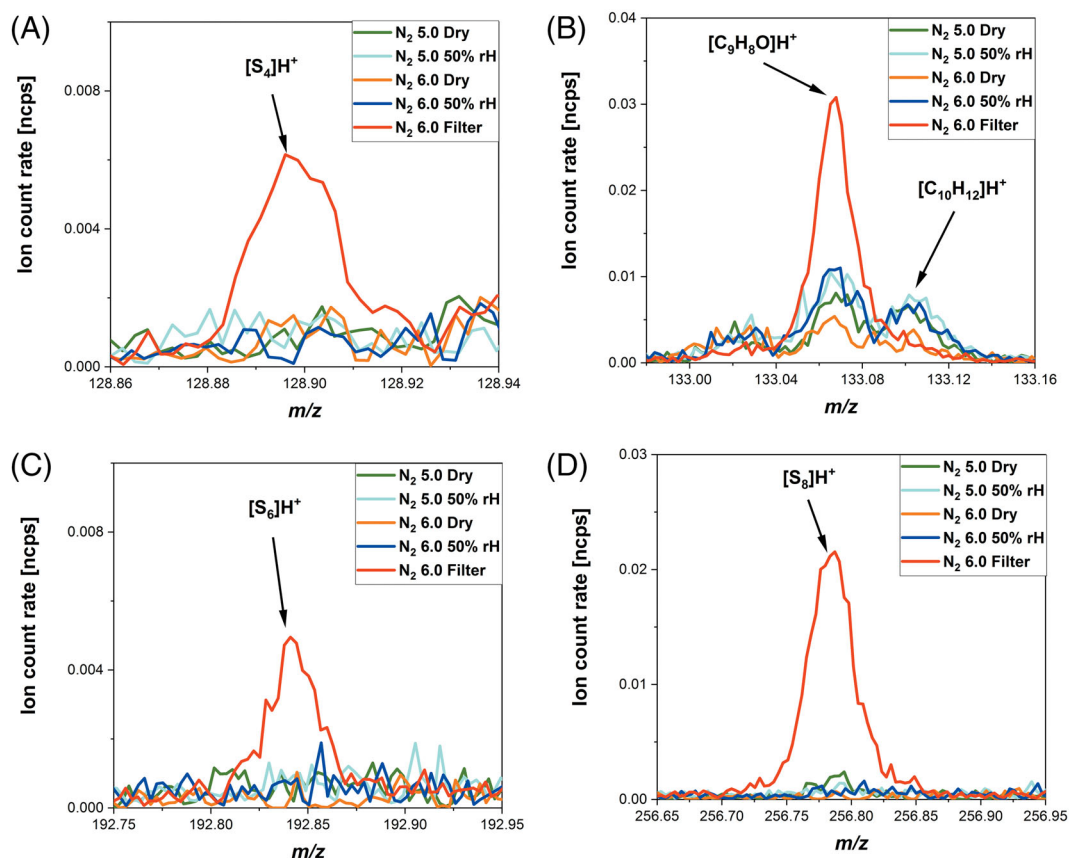 (A)
Ion count rate [ncps]
0.008
0.004
0.000
[S₄]H⁺
N₂ 5.0 Dry
N₂ 5.0 50% rH
N₂ 6.0 Dry
N₂ 6.0 50% rH
N₂ 6.0 Filter
128.86 128.88 128.90 128.92 128.94
m/z
(B)
Ion count rate [ncps]
0.04
0.03
0.02
0.01
0.00
[C₉H₈O]H⁺
[C₁₀H₁₂]H⁺
N₂ 5.0 Dry
N₂ 5.0 50% rH
N₂ 6.0 Dry
N₂ 6.0 50% rH
N₂ 6.0 Filter
133.00 133.04 133.08 133.12 133.16
m/z
(C)
Ion count rate [ncps]
0.008
0.004
0.000
[S₆]H⁺
N₂ 5.0 Dry
N₂ 5.0 50% rH
N₂ 6.0 Dry
N₂ 6.0 50% rH
N₂ 6.0 Filter
192.75 192.80 192.85 192.90 192.95
m/z
(D)
Ion count rate [ncps]
0.03
0.02
0.01
0.00
[S₈]H⁺
N₂ 5.0 Dry
N₂ 5.0 50% rH
N₂ 6.0 Dry
N₂ 6.0 50% rH
N₂ 6.0 Filter
256.65 256.70 256.75 256.80 256.85 256.90 256.95
m/z